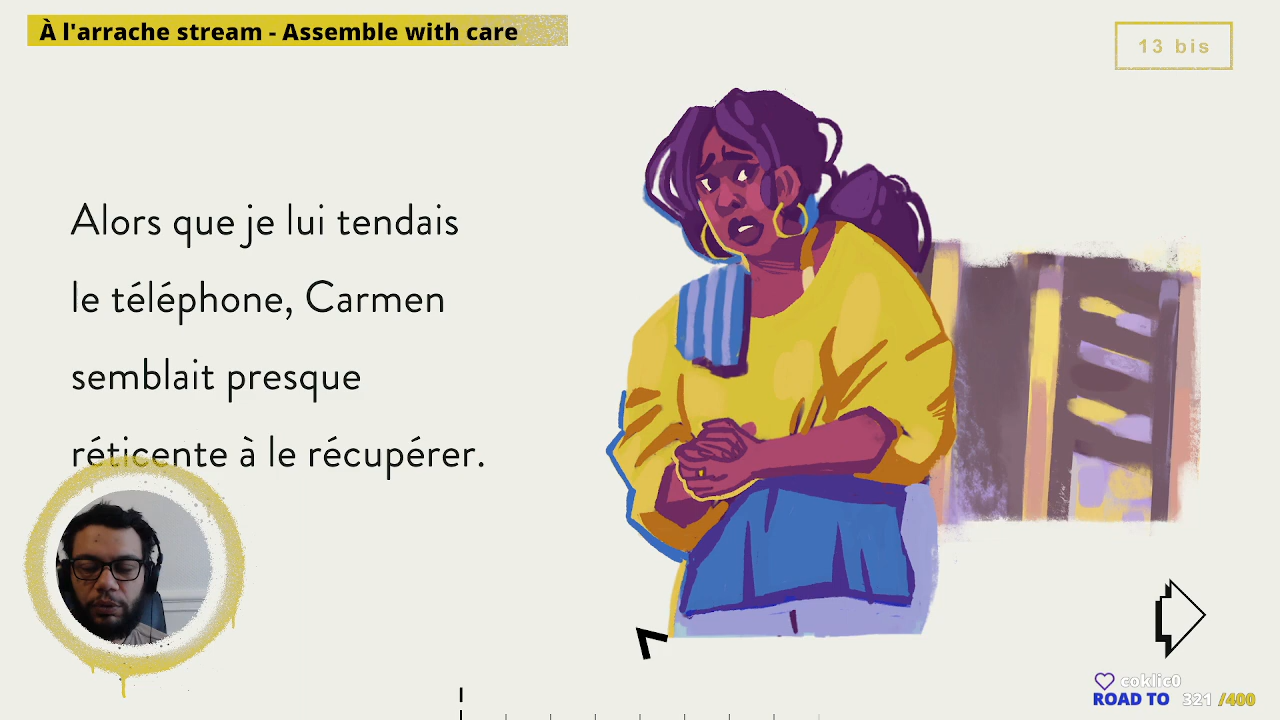 À l'arrache stream - Assemble with care
13 bis
Alors que je lui tendais
le téléphone, Carmen
semblait presque
réticente à le récupérer.
coklic0
ROAD TO 321 /400